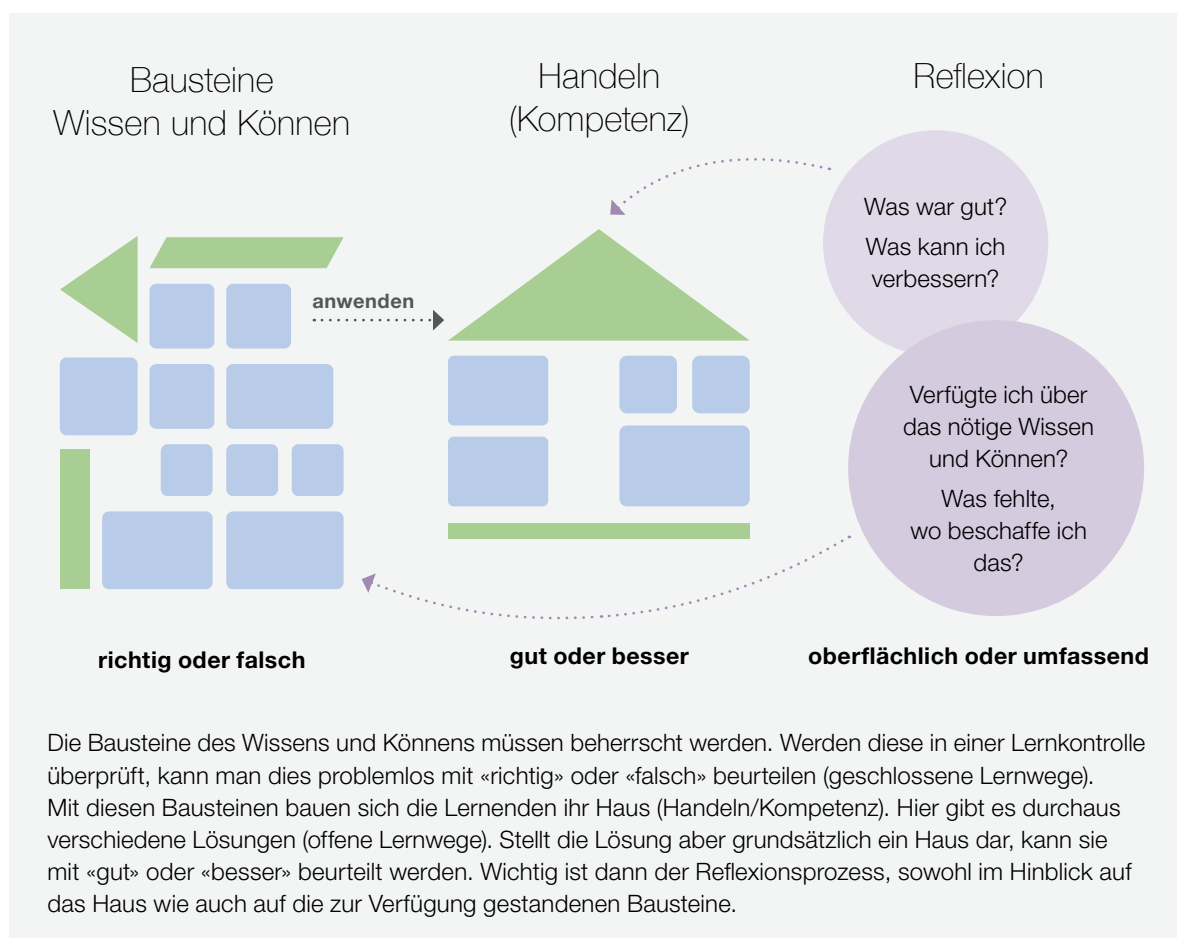 Bausteine
Wissen und Können
Handeln
(Kompetenz)
Reflexion
anwenden
Was war gut?
Was kann ich
verbessern?
Verfügte ich über
das nötige Wissen
und Können?
Was fehlte,
wo beschaffe ich
das?
richtig oder falsch
gut oder besser
oberflächlich oder umfassend
Die Bausteine des Wissens und Könnens müssen beherrscht werden. Werden diese in einer Lernkontrolle
überprüft, kann man dies problemlos mit «richtig» oder «falsch» beurteilen (geschlossene Lernwege).
Mit diesen Bausteinen bauen sich die Lernenden ihr Haus (Handeln/Kompetenz). Hier gibt es durchaus
verschiedene Lösungen (offene Lernwege). Stellt die Lösung aber grundsätzlich ein Haus dar, kann sie
mit «gut» oder «besser» beurteilt werden. Wichtig ist dann der Reflexionsprozess, sowohl im Hinblick auf
das Haus wie auch auf die zur Verfügung gestandenen Bausteine.